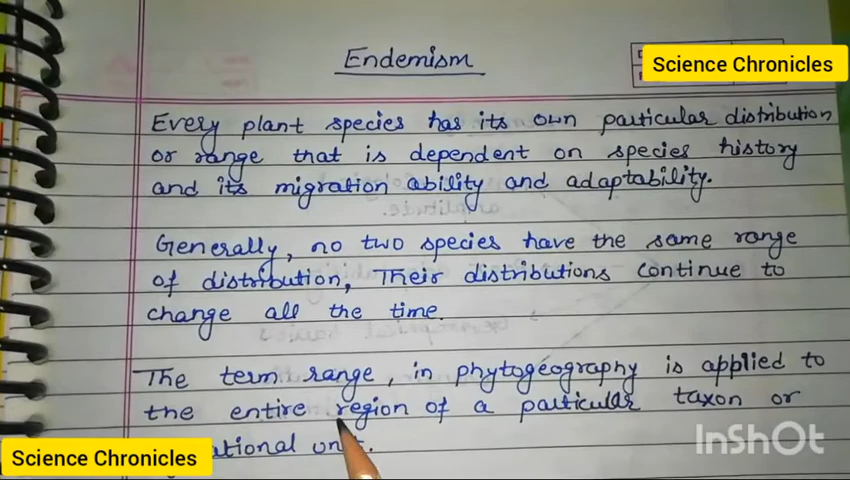 Endemism
Science Chronicles
Every plant species has its own particular distribution
or range that is dependent on species history
and its migration ability and adaptability.
Generally, no two species have the same range
of distribution, Their distributions continue to
change all the time.
The term range, in phytogeography is applied to
the entire region of a particular taxon or
unit.
InShOt
Science Chronicles